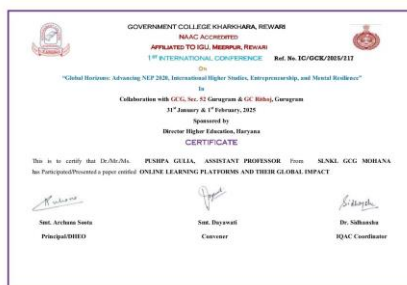 GOVERNMENT COLLEGE KHARKHARA, REWARI
NAAC ACCREDITED
AFFILIATED TO IGU, MEERPUR, REWARI
1ST INTERNATIONAL CONFERENCE Ref. No. IC/GCK/2025/217
On
"Global Horizons: Advancing NEP 2020, International Higher Studies, Entrepreneurship, and Mental Resilience"
In
Collaboration with GCG, Sec. 52 Gurugram & GC Rithoj, Gurugram
31st January & 1st February, 2025
Sponsored by
Director Higher Education, Haryana
CERTIFICATE
This is to certify that Dr./Mr./Ms. PUSHPA GULIA, ASSISTANT PROFESSOR From SLNKL GCG MOHANA
has Participated/Presented a paper entitled ONLINE LEARNING PLATFORMS AND THEIR GLOBAL IMPACT
Smt. Archana Soota Smt. Dayawati Dr. Sidhanshu
Principal/DHEO Convener IQAC Coordinator